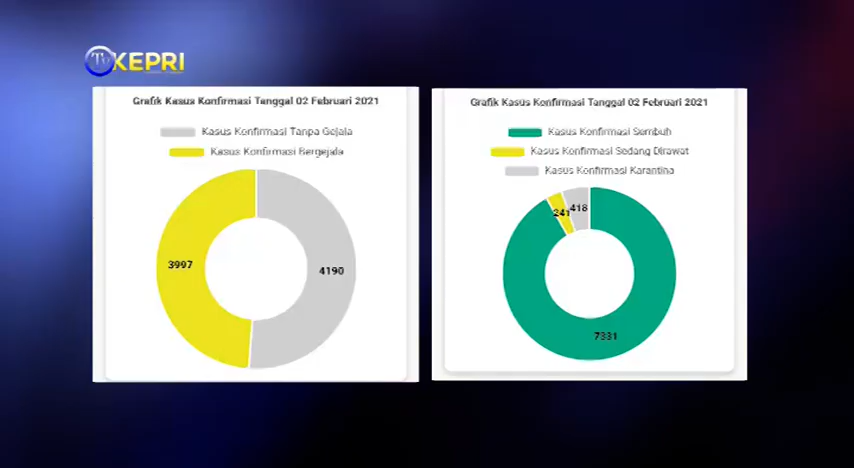 Tv KEPRI
Grafik Kasus Konfirmasi Tanggal 02 Februari 2021
Kasus Konfirmasi Tanpa Gejala
Kasus Konfirmasi Bergejala
3997
4190
Grafik Kasus Konfirmasi Tanggal 02 Februari 2021
Kasus Konfirmasi Sembuh
Kasus Konfirmasi Sedang Dirawat
Kasus Konfirmasi Karantina
241
418
7331